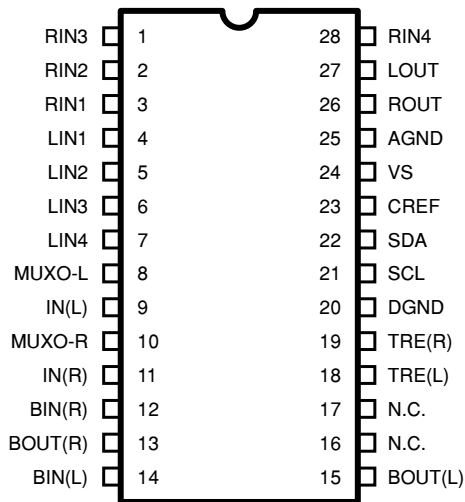 RIN3 1 28 RIN4
RIN2 2 27 LOUT
RIN1 3 26 ROUT
LIN1 4 25 AGND
LIN2 5 24 VS
LIN3 6 23 CREF
LIN4 7 22 SDA
MUXO-L 8 21 SCL
IN(L) 9 20 DGND
MUXO-R 10 19 TRE(R)
IN(R) 11 18 TRE(L)
BIN(R) 12 17 N.C.
BOUT(R) 13 16 N.C.
BIN(L) 14 15 BOUT(L)